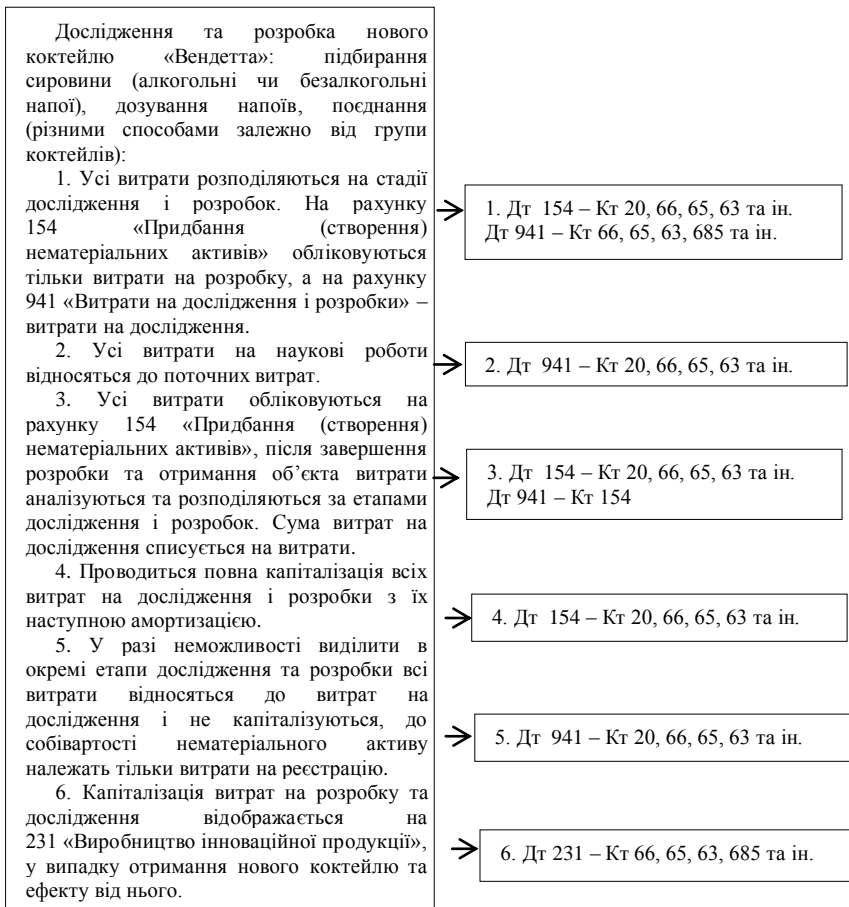 Дослідження та розробка нового
коктейлю «Вендетта»: підбирання
сировини (алкогольні чи безалкогольні
напої), дозування напоїв, поєднання
(різними способами залежно від групи
коктейлів):
1. Усі витрати розподіляються на стадії
дослідження і розробок. На рахунку
154 «Придбання (створення)
нематеріальних активів» обліковуються
тільки витрати на розробку, а на рахунку
941 «Витрати на дослідження і розробки» –
витрати на дослідження.
2. Усі витрати на наукові роботи
відносяться до поточних витрат.
3. Усі витрати обліковуються на
рахунку 154 «Придбання (створення)
нематеріальних активів», після завершення
розробки та отримання об’єкта витрати
аналізуються та розподіляються за етапами
дослідження і розробок. Сума витрат на
дослідження списується на витрати.
4. Проводиться повна капіталізація всіх
витрат на дослідження і розробки з їх
наступною амортизацією.
5. У разі неможливості виділити в
окремі етапи дослідження та розробки всі
витрати відносяться до витрат на
дослідження і не капіталізуються, до
собівартості нематеріального активу
належать тільки витрати на реєстрацію.
6. Капіталізація витрат на розробку та
дослідження відображається на
231 «Виробництво інноваційної продукції»,
у випадку отримання нового коктейлю та
ефекту від нього.
1. Дт 154 – Кт 20, 66, 65, 63 та ін.
Дт 941 – Кт 66, 65, 63, 685 та ін.
2. Дт 941 – Кт 20, 66, 65, 63 та ін.
3. Дт 154 – Кт 20, 66, 65, 63 та ін.
Дт 941 – Кт 154
4. Дт 154 – Кт 20, 66, 65, 63 та ін.
5. Дт 941 – Кт 20, 66, 65, 63 та ін.
6. Дт 231 – Кт 66, 65, 63, 685 та ін.